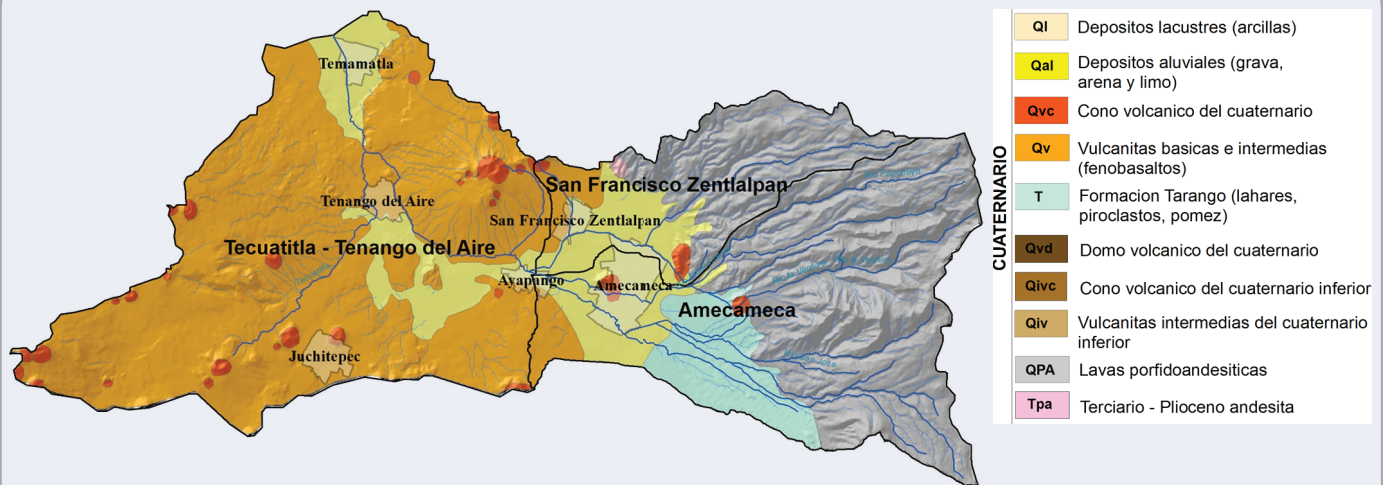 Temamatla
San Francisco Zentlalpan
Tenango del Aire
San Francisco Zentlalpan
Tecuatitla - Tenango del Aire
Ayapango
Amecameca
Amecameca
Juchitepec
CUATERNARIO
Ql Depositos lacustres (arcillas)
Qal Depositos aluviales (grava,
arena y limo)
Qvc Cono volcanico del cuaternario
Qv Vulcanitas basicas e intermedias
(fenobasaltos)
T Formacion Tarango (lahares,
piroclastos, pomez)
Qvd Domo volcanico del cuaternario
Qivc Cono volcanico del cuaternario inferior
Qiv Vulcanitas intermedias del cuaternario
inferior
QPA Lavas porfidoandesiticas
Tpa Terciario - Plioceno andesita